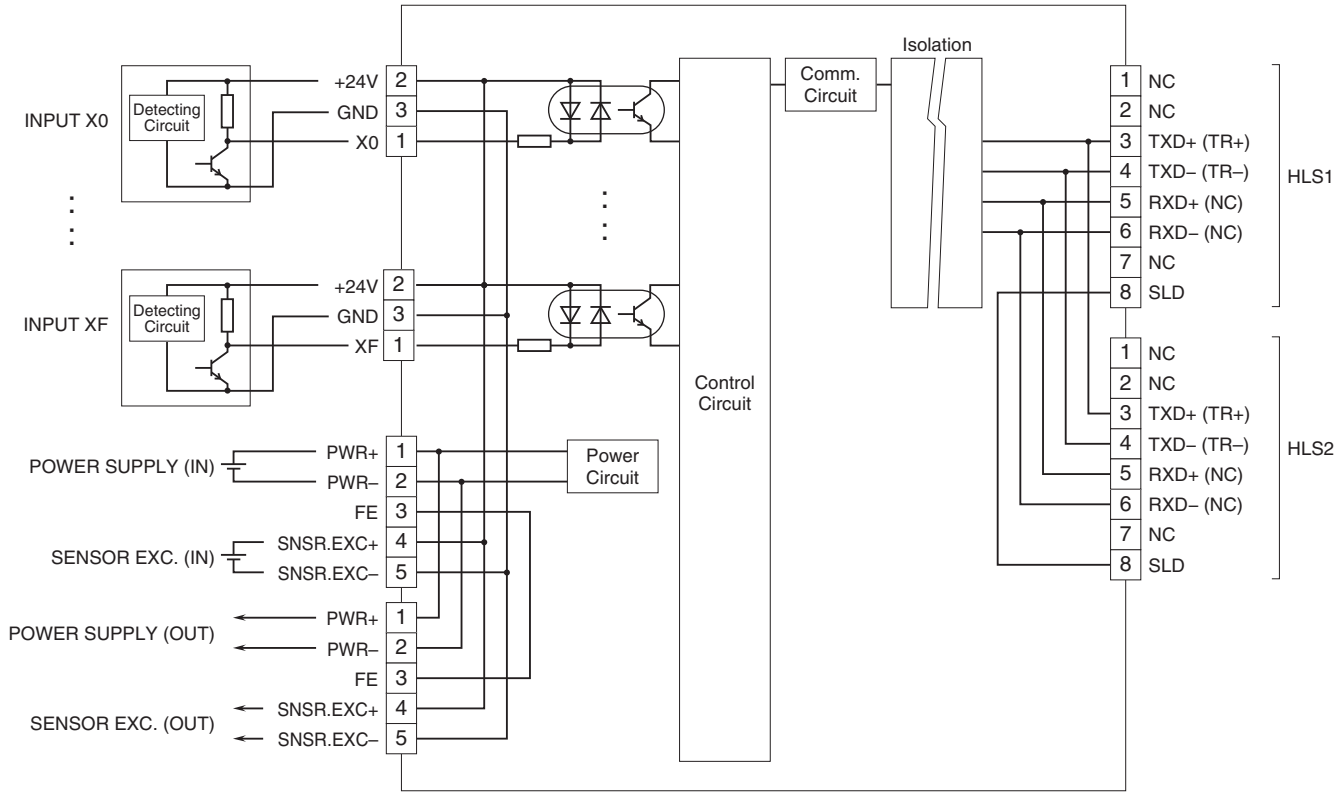 Isolation
Comm.
Circuit
Control
Circuit
INPUT X0
Detecting
Circuit
+24V 2
GND 3
X0 1
INPUT XF
Detecting
Circuit
+24V 2
GND 3
XF 1
POWER SUPPLY (IN)
PWR+ 1
PWR– 2
FE 3
Power
Circuit
SENSOR EXC. (IN)
SNSR.EXC+ 4
SNSR.EXC– 5
POWER SUPPLY (OUT)
PWR+ 1
PWR– 2
FE 3
SENSOR EXC. (OUT)
SNSR.EXC+ 4
SNSR.EXC– 5
1 NC
2 NC
3 TXD+ (TR+)
4 TXD– (TR–)
5 RXD+ (NC)
6 RXD– (NC)
7 NC
8 SLD
HLS1
1 NC
2 NC
3 TXD+ (TR+)
4 TXD– (TR–)
5 RXD+ (NC)
6 RXD– (NC)
7 NC
8 SLD
HLS2